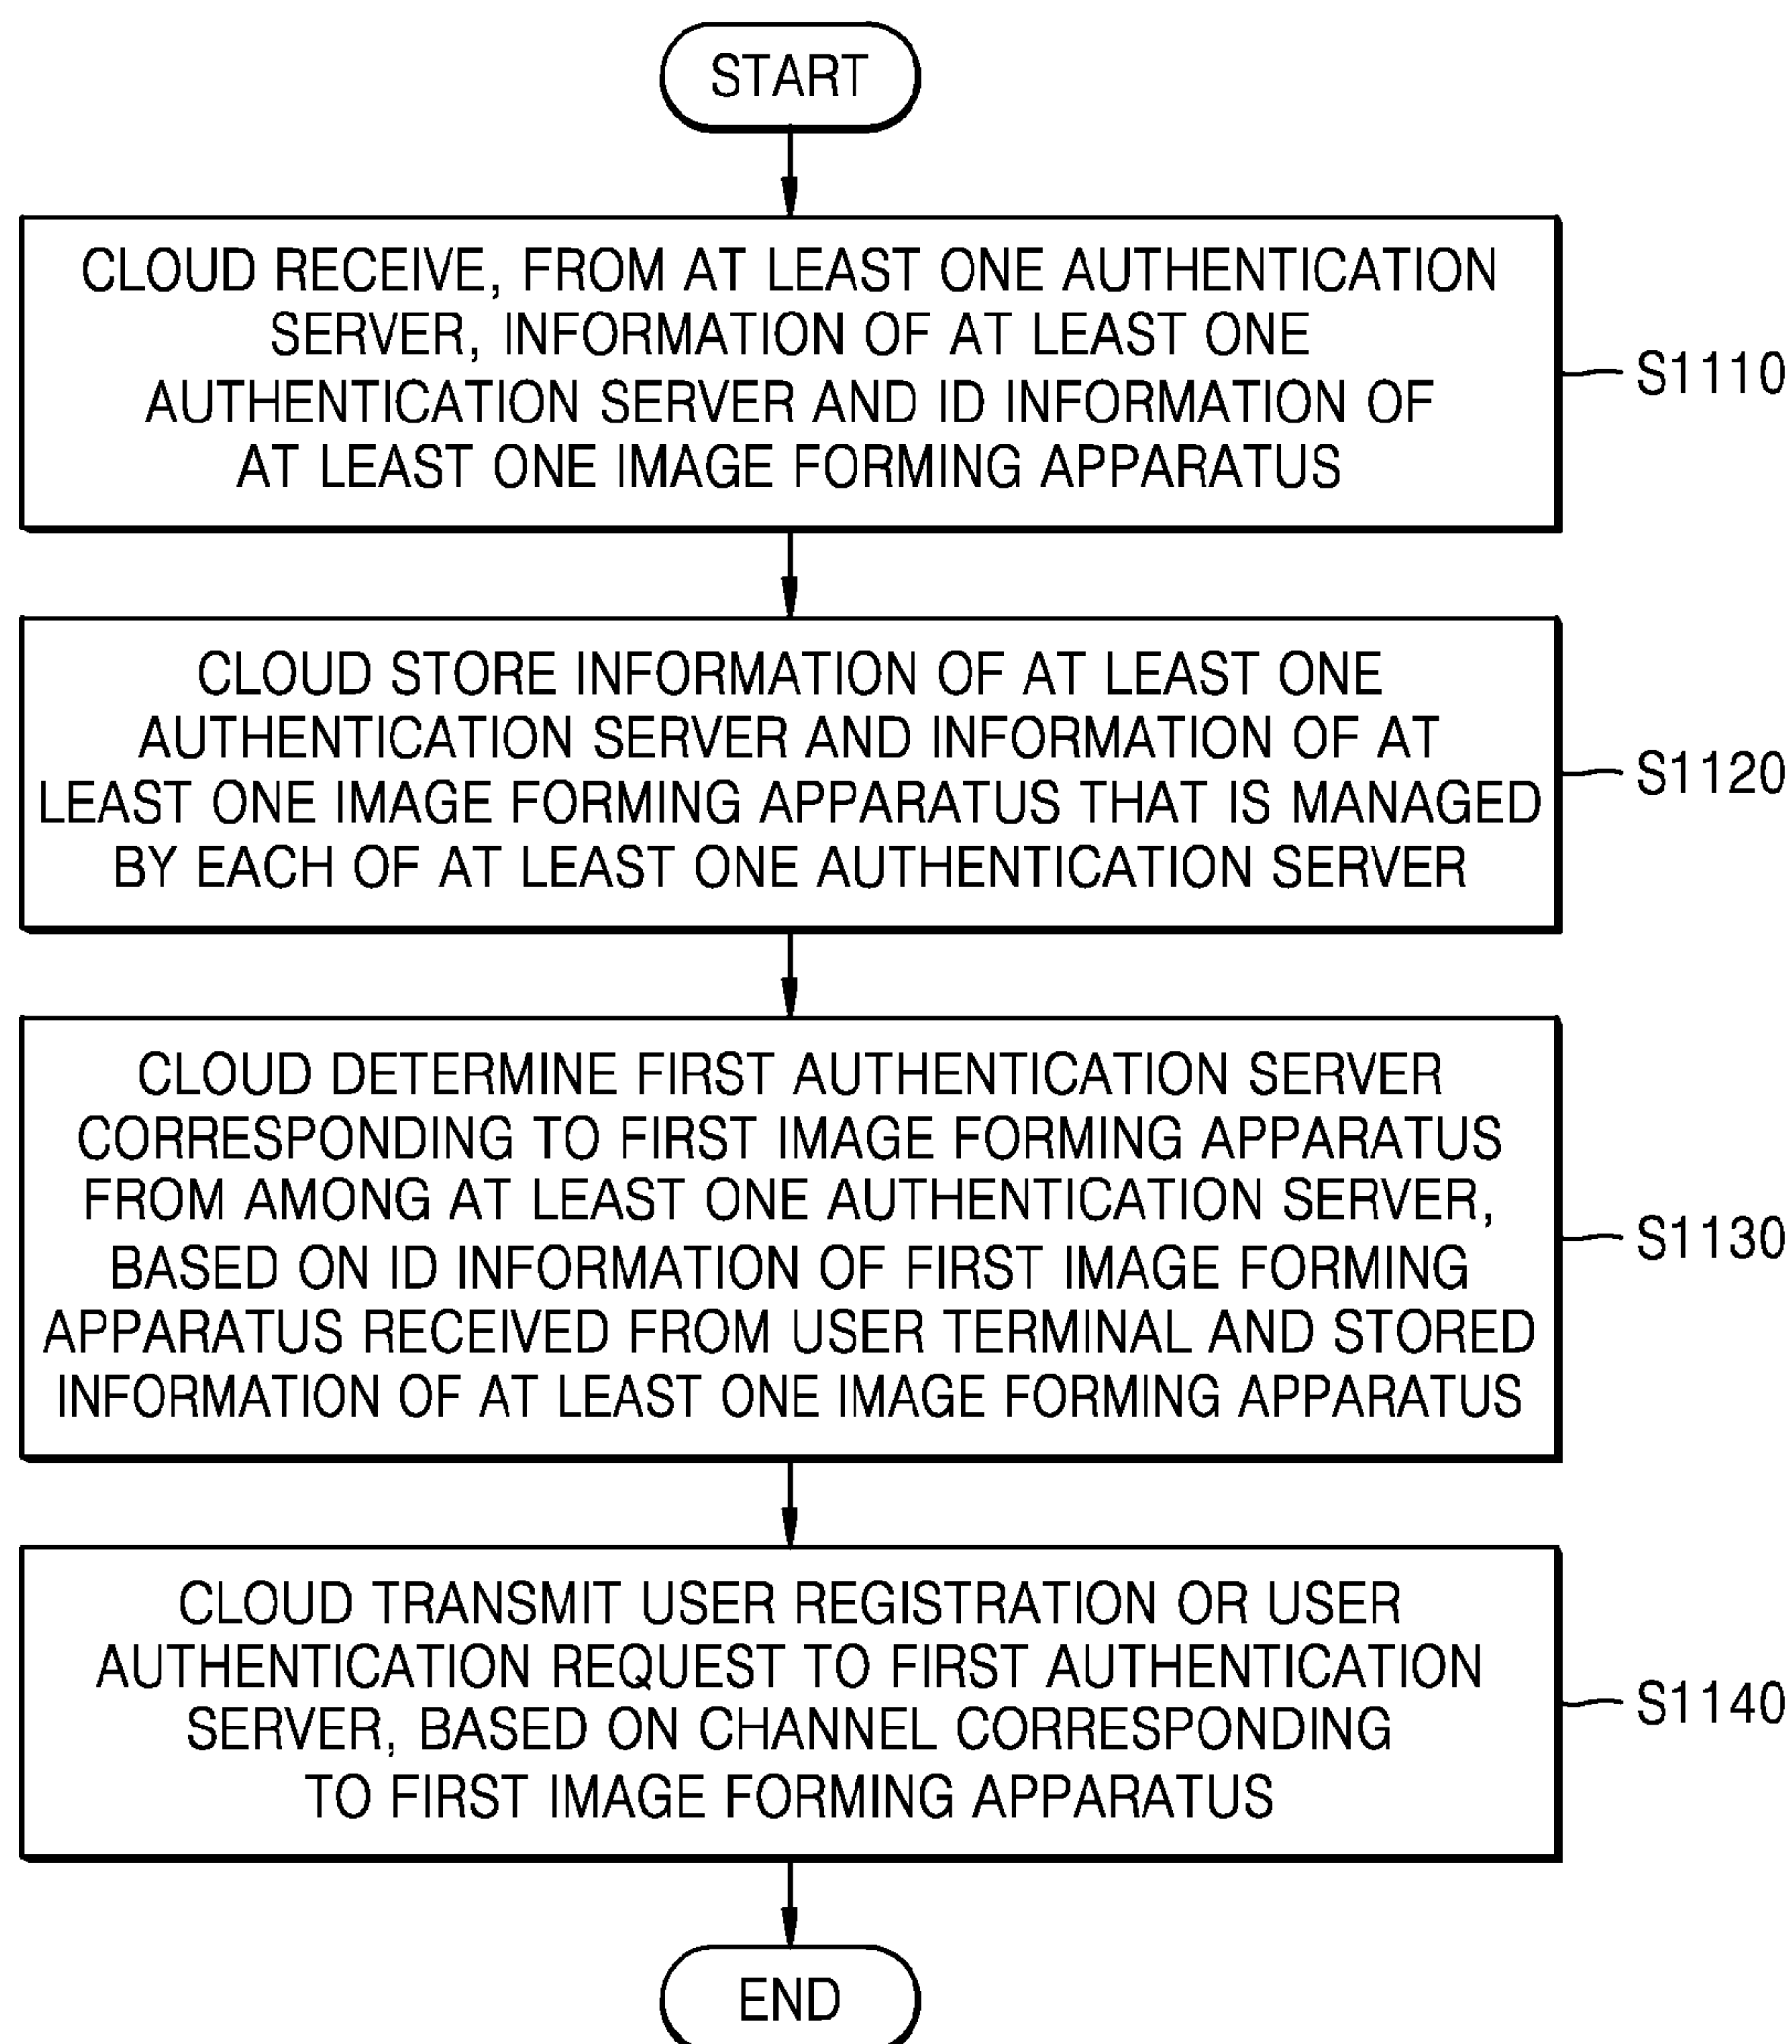 START
CLOUD RECEIVE, FROM AT LEAST ONE AUTHENTICATION
SERVER, INFORMATION OF AT LEAST ONE
AUTHENTICATION SERVER AND ID INFORMATION OF
AT LEAST ONE IMAGE FORMING APPARATUS
S1110
CLOUD STORE INFORMATION OF AT LEAST ONE
AUTHENTICATION SERVER AND INFORMATION OF AT
LEAST ONE IMAGE FORMING APPARATUS THAT IS MANAGED
BY EACH OF AT LEAST ONE AUTHENTICATION SERVER
S1120
CLOUD DETERMINE FIRST AUTHENTICATION SERVER
CORRESPONDING TO FIRST IMAGE FORMING APPARATUS
FROM AMONG AT LEAST ONE AUTHENTICATION SERVER,
BASED ON ID INFORMATION OF FIRST IMAGE FORMING
APPARATUS RECEIVED FROM USER TERMINAL AND STORED
INFORMATION OF AT LEAST ONE IMAGE FORMING APPARATUS
S1130
CLOUD TRANSMIT USER REGISTRATION OR USER
AUTHENTICATION REQUEST TO FIRST AUTHENTICATION
SERVER, BASED ON CHANNEL CORRESPONDING
TO FIRST IMAGE FORMING APPARATUS
S1140
END